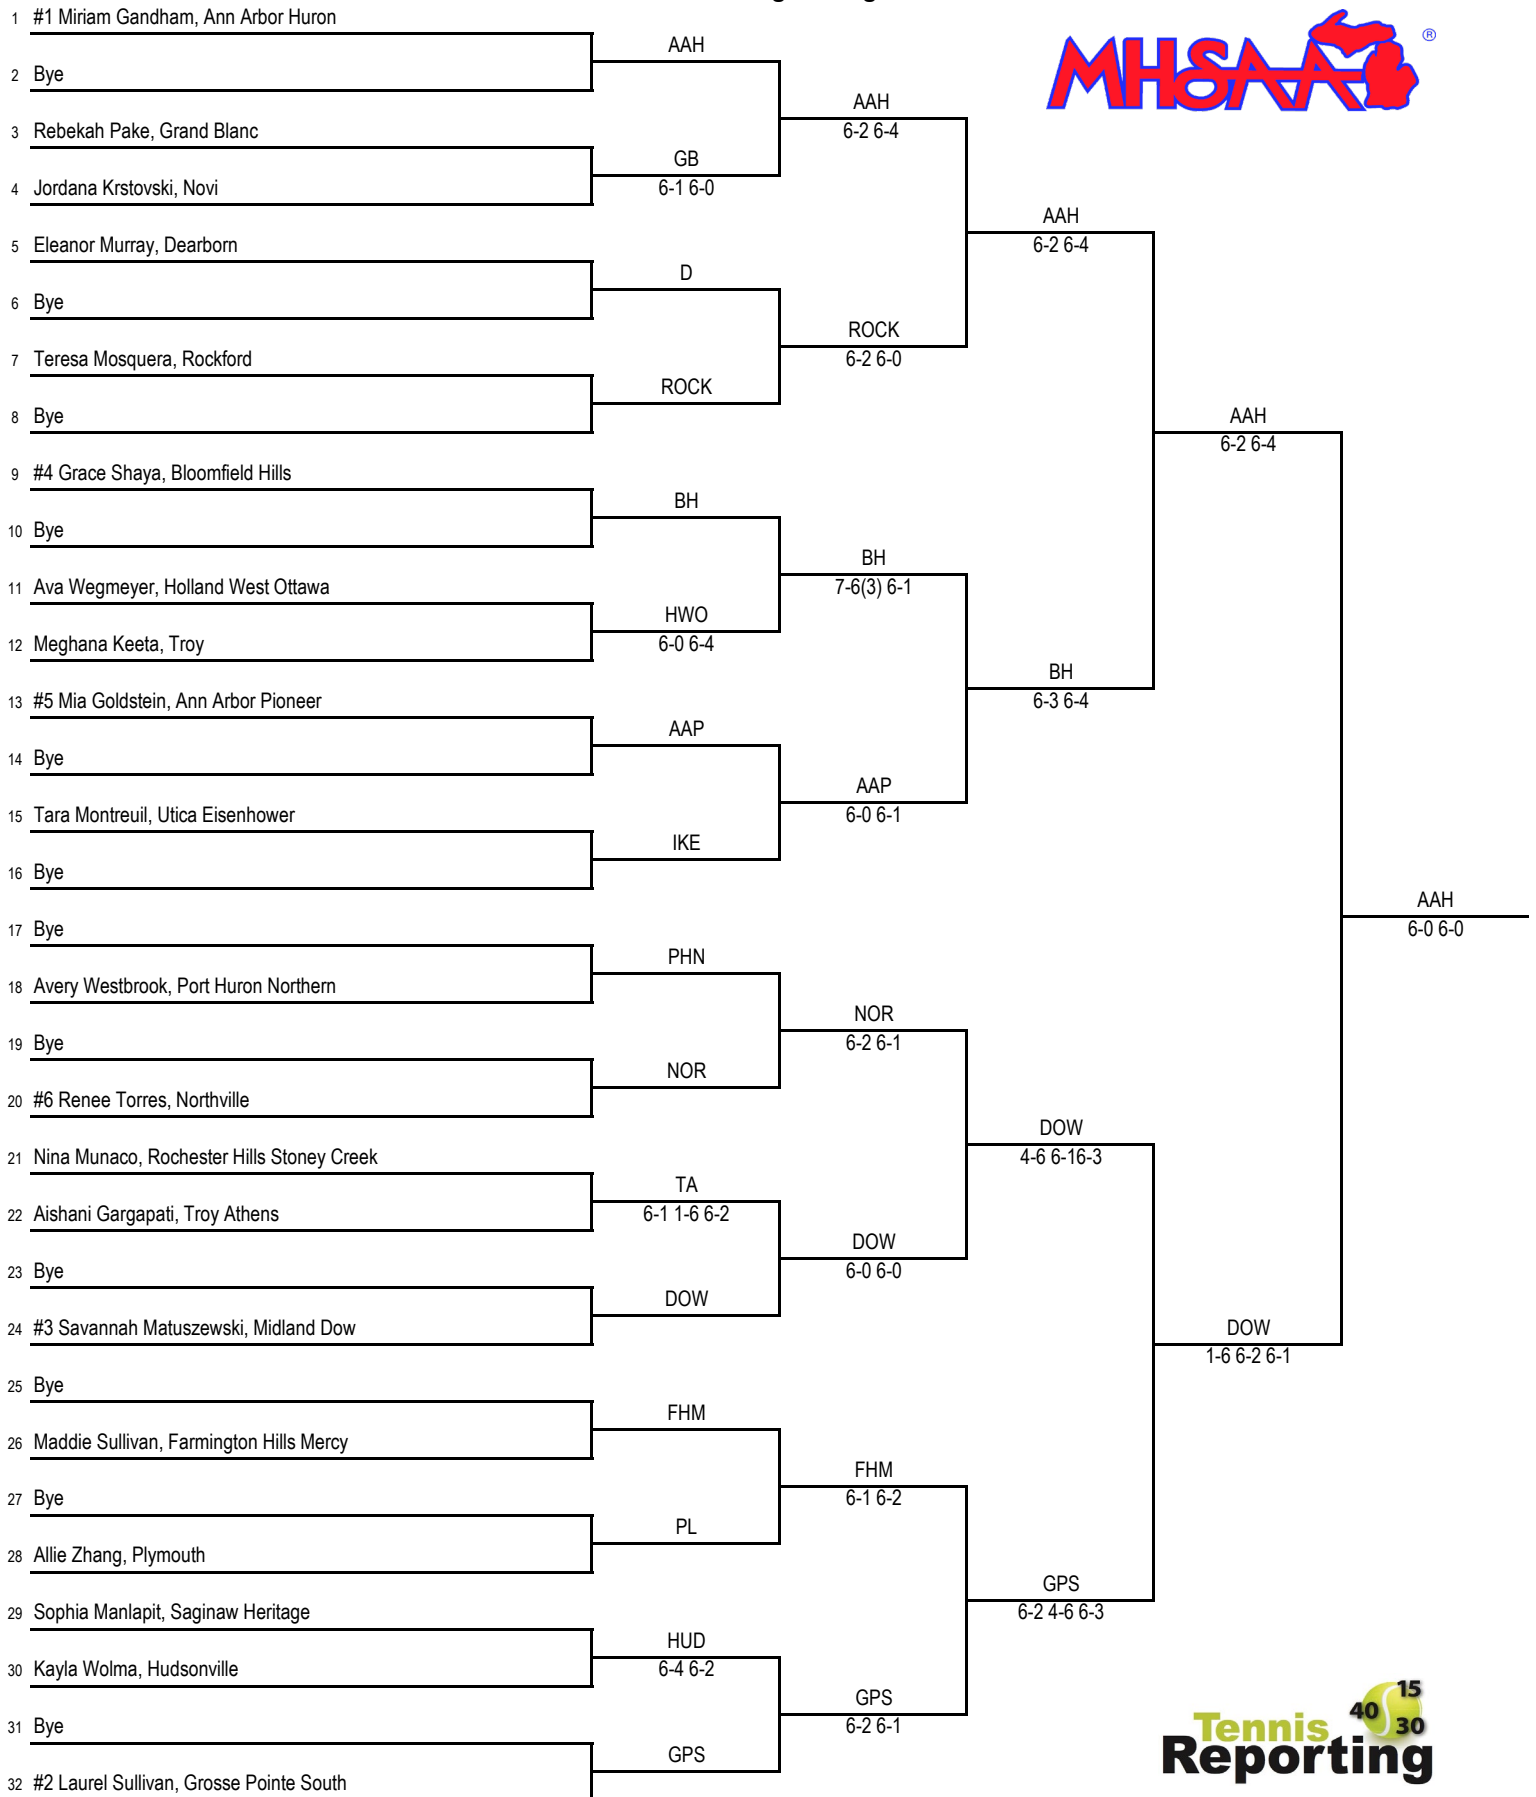 1 #1 Miriam Gandham, Ann Arbor Huron
2 Bye
3 Rebekah Pake, Grand Blanc
4 Jordana Krstovski, Novi
5 Eleanor Murray, Dearborn
6 Bye
7 Teresa Mosquera, Rockford
8 Bye
9 #4 Grace Shaya, Bloomfield Hills
10 Bye
11 Ava Wegmeyer, Holland West Ottawa
12 Meghana Keeta, Troy
13 #5 Mia Goldstein, Ann Arbor Pioneer
14 Bye
15 Tara Montreuil, Utica Eisenhower
16 Bye
17 Bye
18 Avery Westbrook, Port Huron Northern
19 Bye
20 #6 Renee Torres, Northville
21 Nina Munaco, Rochester Hills Stoney Creek
22 Aishani Gargapati, Troy Athens
23 Bye
24 #3 Savannah Matuszewski, Midland Dow
25 Bye
26 Maddie Sullivan, Farmington Hills Mercy
27 Bye
28 Allie Zhang, Plymouth
29 Sophia Manlapit, Saginaw Heritage
30 Kayla Wolma, Hudsonville
31 Bye
32 #2 Laurel Sullivan, Grosse Pointe South
AAH
GB
6-1 6-0
D
ROCK
BH
HWO
6-0 6-4
AAP
IKE
PHN
NOR
TA
6-1 1-6 6-2
DOW
FHM
PL
HUD
6-4 6-2
GPS
AAH
6-2 6-4
ROCK
6-2 6-0
BH
7-6(3) 6-1
AAP
6-0 6-1
NOR
6-2 6-1
DOW
6-0 6-0
FHM
6-1 6-2
GPS
6-2 6-1
AAH
6-2 6-4
BH
6-3 6-4
DOW
4-6 6-16-3
GPS
6-2 4-6 6-3
AAH
6-2 6-4
DOW
1-6 6-2 6-1
AAH
6-0 6-0
MHSAA ®
Tennis 40 15 30
Reporting